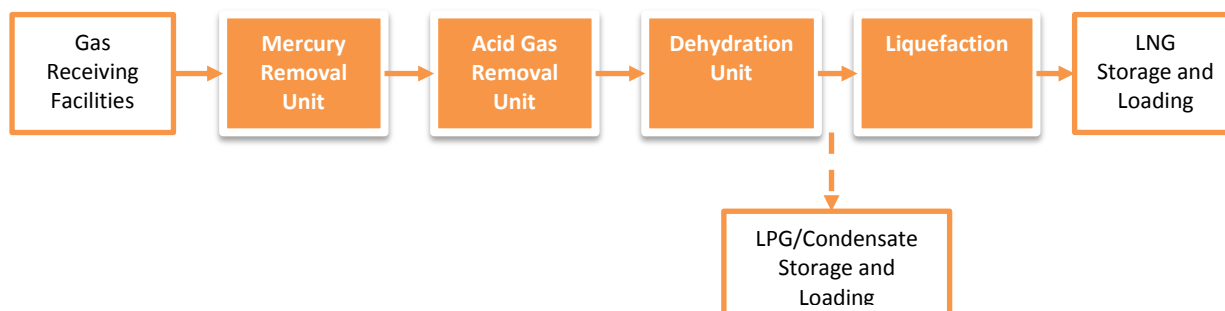 Gas
Receiving
Facilities
Mercury
Removal
Unit
Acid Gas
Removal
Unit
Dehydration
Unit
Liquefaction
LNG
Storage and
Loading
LPG/Condensate
Storage and
Loading